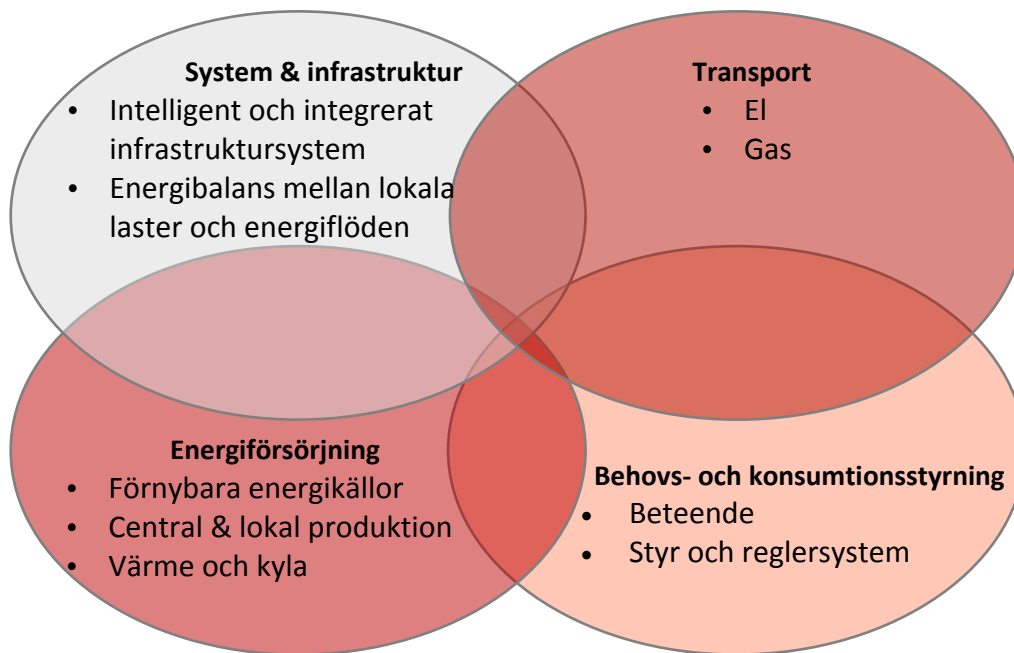 System & infrastruktur
• Intelligent och integrerat
infrastruktursystem
• Energibalans mellan lokala
laster och energiflöden
Transport
• El
• Gas
Energiförsörjning
• Förnybara energikällor
• Central & lokal produktion
• Värme och kyla
Behovs- och konsumtionsstyrning
• Beteende
• Styr och reglersystem